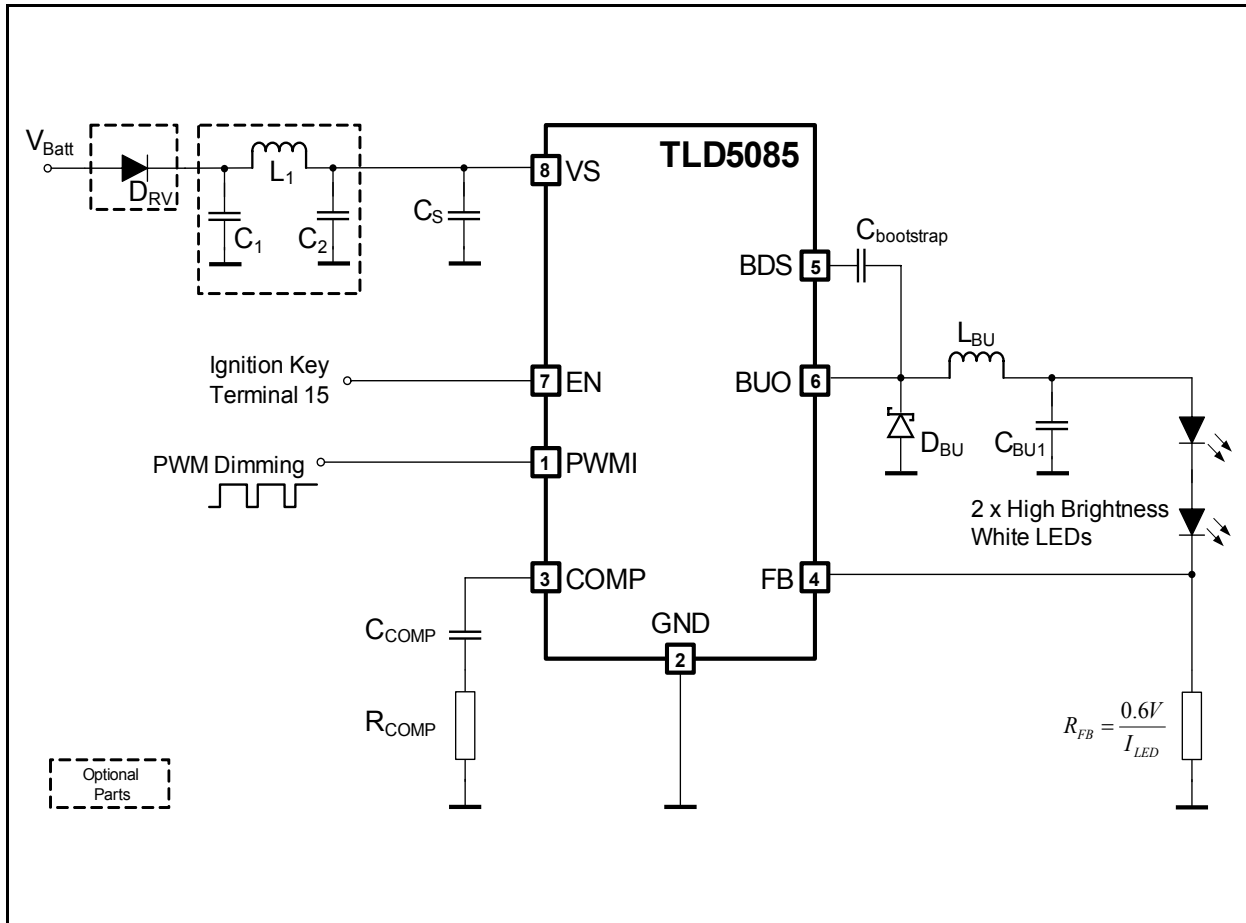 TLD5085
V_Batt
D_RV
L_1
C_1
C_2
C_S
8 VS
BDS 5
C_bootstrap
Ignition Key
Terminal 15
7 EN
BUO 6
L_BU
D_BU
C_BU1
PWM Dimming
1 PWMI
2 x High Brightness
White LEDs
3 COMP
FB 4
GND
2
C_COMP
R_COMP
R_FB = 0.6V / I_LED
Optional
Parts